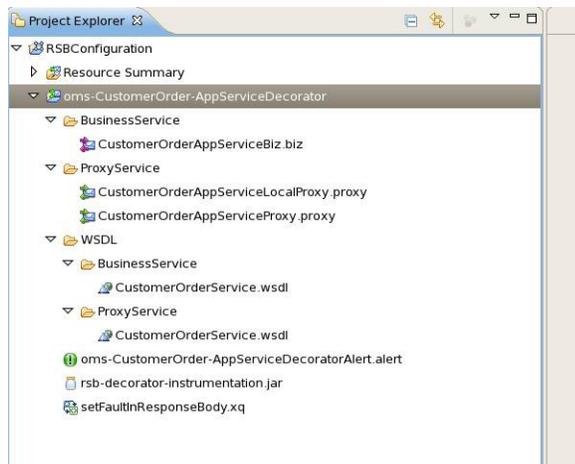 Project Explorer
RSBConfiguration
Resource Summary
oms-CustomerOrder-AppServiceDecorator
BusinessService
CustomerOrderAppServiceBiz.biz
ProxyService
CustomerOrderAppServiceLocalProxy.proxy
CustomerOrderAppServiceProxy.proxy
WSDL
BusinessService
CustomerOrderService.wsdl
ProxyService
CustomerOrderService.wsdl
oms-CustomerOrder-AppServiceDecoratorAlert.alert
rsb-decorator-instrumentation.jar
setFaultInResponseBody.xq